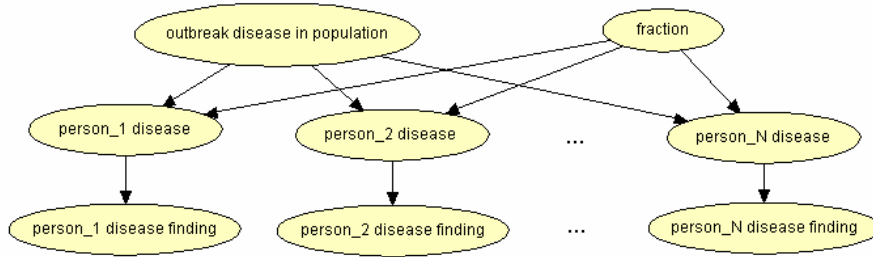 outbreak disease in population
fraction
person_1 disease
person_2 disease
...
person_N disease
person_1 disease finding
person_2 disease finding
...
person_N disease finding